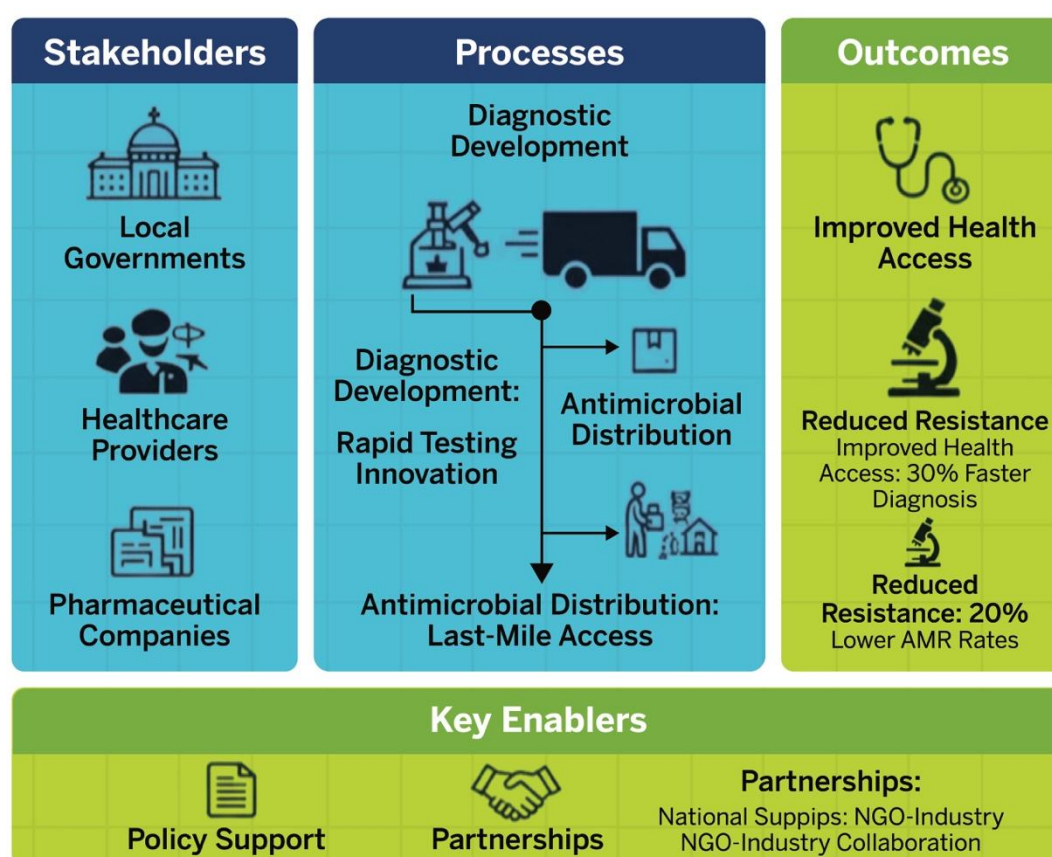 Stakeholders
Local
Governments
Healthcare
Providers
Pharmaceutical
Companies
Processes
Diagnostic
Development
Diagnostic
Development:
Rapid Testing
Innovation
Antimicrobial
Distribution
Antimicrobial Distribution:
Last-Mile Access
Outcomes
Improved Health
Access
Reduced Resistance
Improved Health
Access: 30% Faster
Diagnosis
Reduced
Resistance: 20%
Lower AMR Rates
Key Enablers
Policy Support
Partnerships
Partnerships:
National Suppips: NGO-Industry
NGO-Industry Collaboration